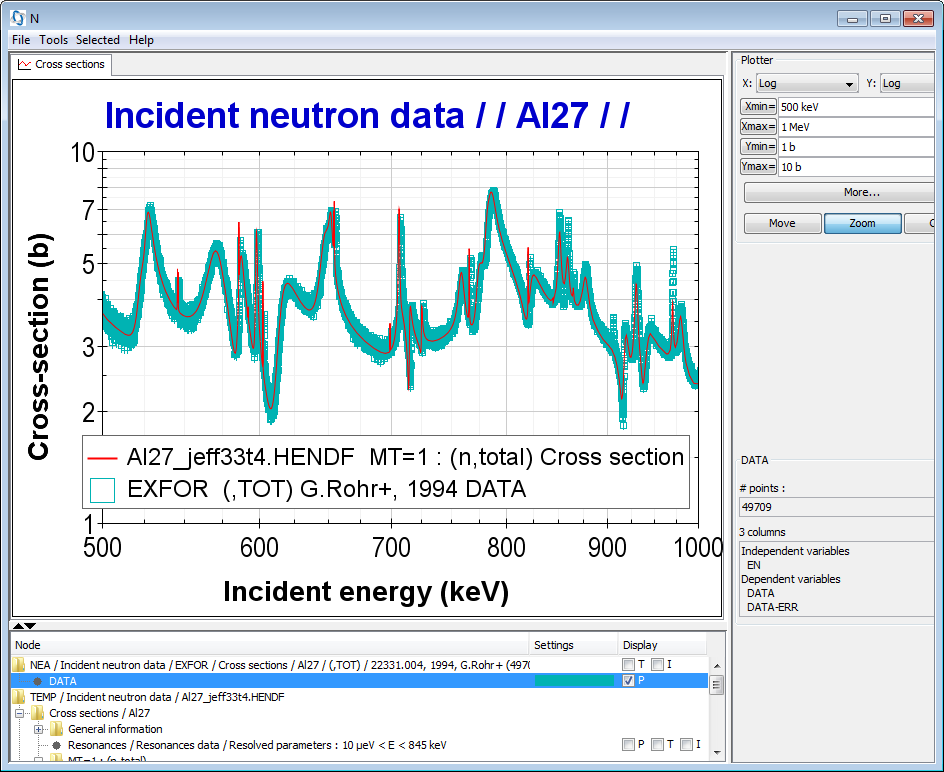 N
File Tools Selected Help
Cross sections
Incident neutron data / / Al27 / /
10
7
5
3
2
1
Cross-section (b)
Al27_jeff33t4.HENDF MT=1 : (n,total) Cross section
EXFOR (,TOT) G.Rohr+, 1994 DATA
500 600 700 800 900 1000
Incident energy (keV)
Plotter
X: Log Y: Log
Xmin= 500 keV
Xmax= 1 MeV
Ymin= 1 b
Ymax= 10 b
More...
Move Zoom C
DATA
# points :
49709
3 columns
Independent variables
EN
Dependent variables
DATA
DATA-ERR
Node Settings Display
NEA / Incident neutron data / EXFOR / Cross sections / Al27 / (,TOT) / 22331.004, 1994, G.Rohr+ (4970 T I
DATA P
TEMP / Incident neutron data / Al27_jeff33t4.HENDF
Cross sections / Al27
General information
Resonances / Resonances data / Resolved parameters : 10 µeV < E < 845 keV P T I
MT=1 : (n,total)